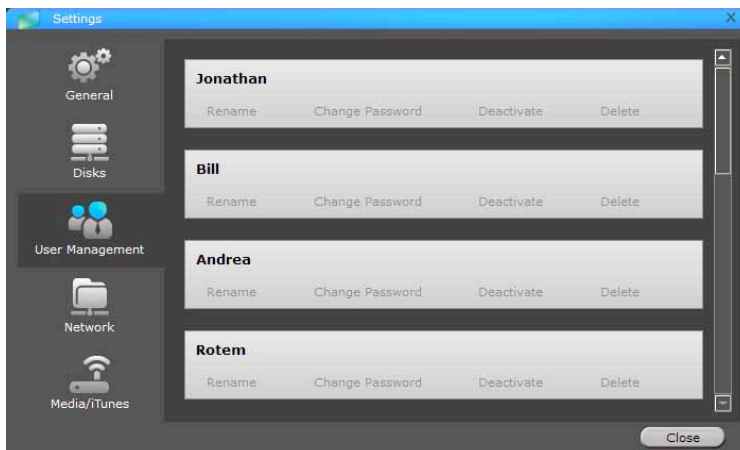 Settings
General
Disks
User Management
Network
Media/iTunes
Jonathan
Rename Change Password Deactivate Delete
Bill
Rename Change Password Deactivate Delete
Andrea
Rename Change Password Deactivate Delete
Rotem
Rename Change Password Deactivate Delete
Close